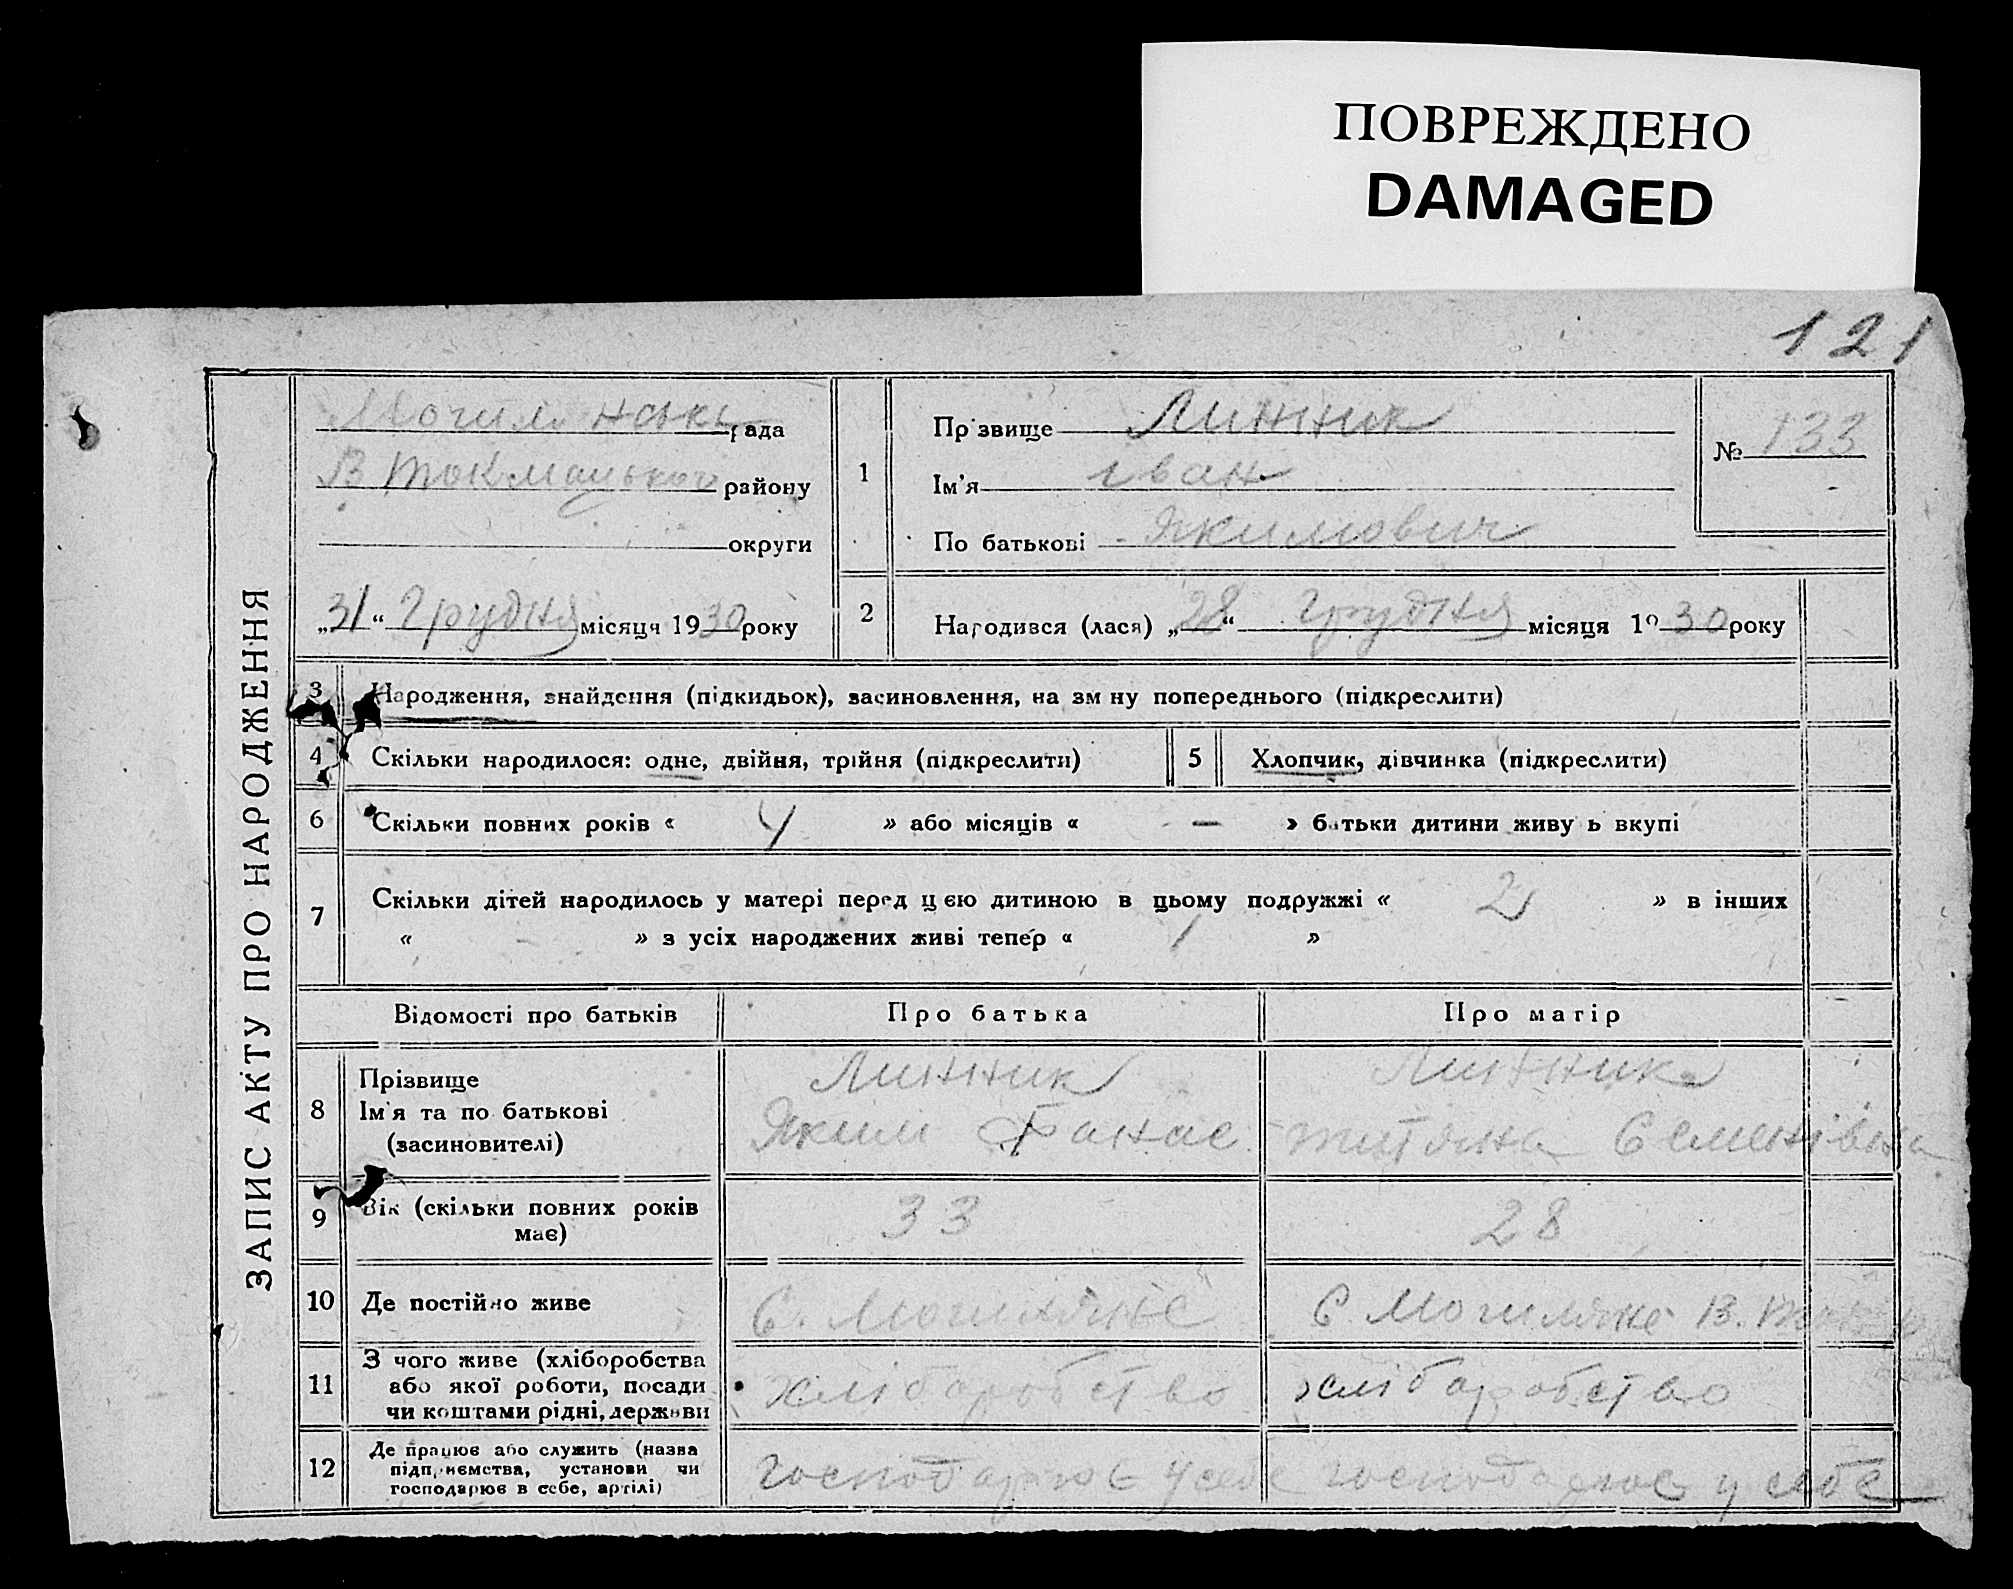 ПОВРЕЖДЕНО
DAMAGED
121
ЗАПИС АКТУ ПРО НАРОДЖЕННЯ
рада
В Токмацького району
округи
„31“ Грудня місяця 1930 року
1
Прізвище Линник
Ім'я Іван
По батькові Якимович
№ 133
2
Народився (лася) „28“ Грудня місяця 1930 року
3 Народження, знайдення (підкидьок), засиновлення, на зміну попереднього (підкреслити)
4 Скільки народилося: одне, двійня, трійня (підкреслити)
5 Хлопчик, дівчинка (підкреслити)
6 Скільки повних років « 4 » або місяців « — » батьки дитини живуть вкупі
7 Скільки дітей народилось у матері перед цією дитиною в цьому подружжі « 2 » в інших
« » з усіх народжених живі тепер « 1 »
Відомості про батьків Про батька Про матір
8 Прізвище
Ім'я та по батькові
(засиновителі)
Линник
Яким Панас
Линник
Титяна Семенівна
9 Вік (скільки повних років
має)
33
28
10 Де постійно живе
С. Могиляне
С. Могиляне В.
11 З чого живе (хліборобства
або якої роботи, посади
чи коштами рідні, держави
хліборобство
хліборобство
12 Де працює або служить (назва
підприємства, установи чи
господарює в себе, артілі)
господарює у себе
господарює у себе